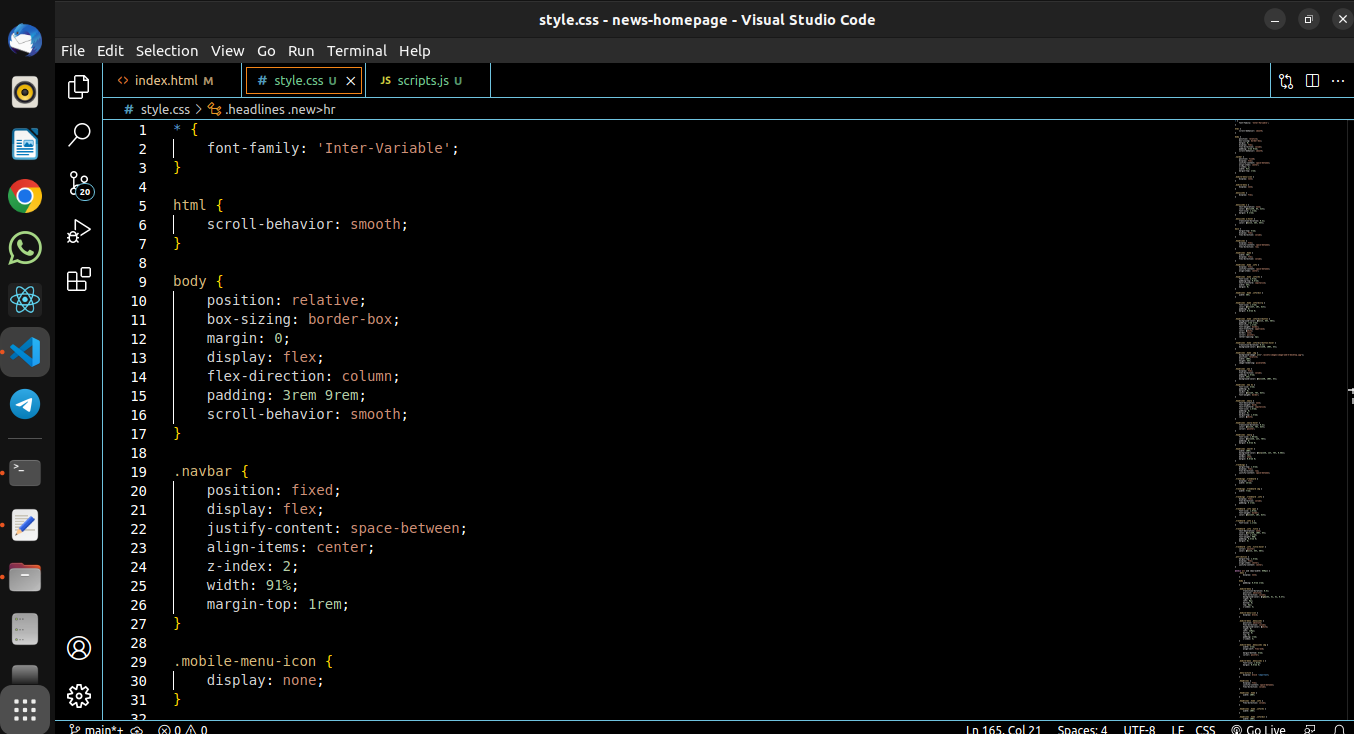 style.css - news-homepage - Visual Studio Code
File Edit Selection View Go Run Terminal Help
<> index.html M # style.css U JS scripts.js U
# style.css > .headlines .new>hr
1 * {
2 font-family: 'Inter-Variable';
3 }
4
5 html {
6 scroll-behavior: smooth;
7 }
8
9 body {
10 position: relative;
11 box-sizing: border-box;
12 margin: 0;
13 display: flex;
14 flex-direction: column;
15 padding: 3rem 9rem;
16 scroll-behavior: smooth;
17 }
18
19 .navbar {
20 position: fixed;
21 display: flex;
22 justify-content: space-between;
23 align-items: center;
24 z-index: 2;
25 width: 91%;
26 margin-top: 1rem;
27 }
28
29 .mobile-menu-icon {
30 display: none;
31 }
32
20
main*+ 0 0 Ln 165, Col 21 Spaces: 4 UTF-8 LF CSS Go Live